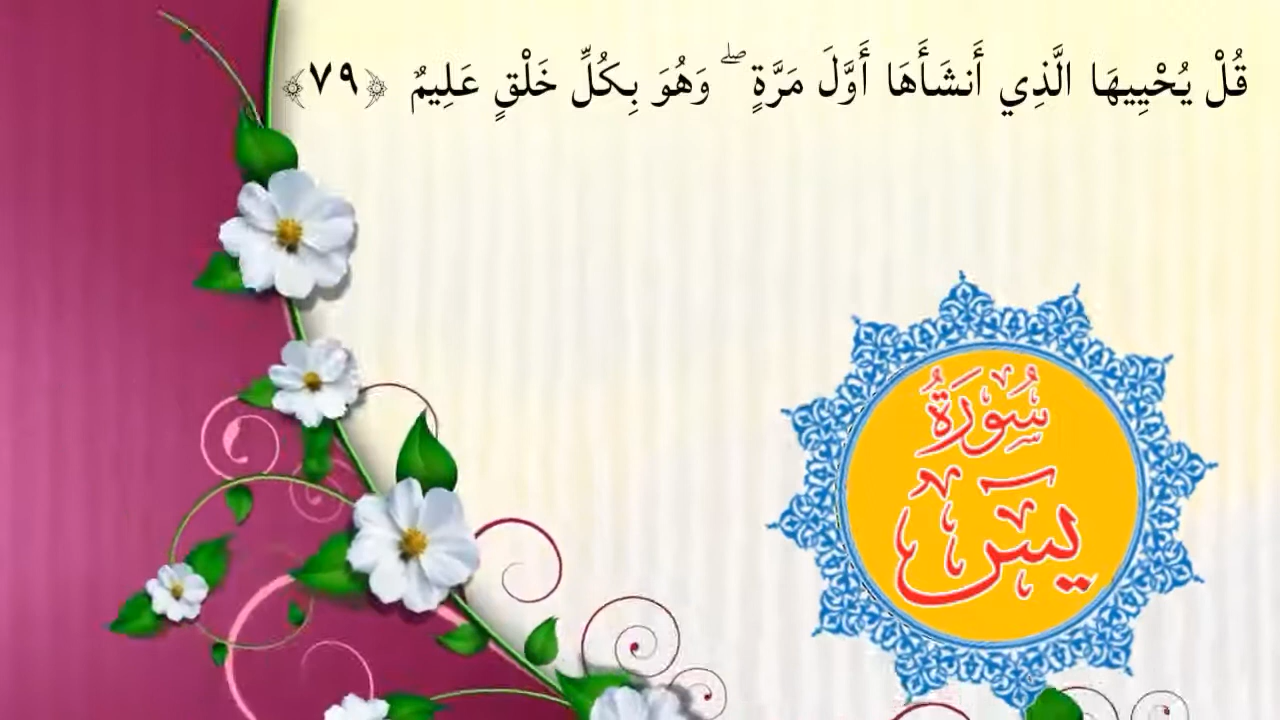 قُلْ يُحْيِيهَا الَّذِي أَنشَأَهَا أَوَّلَ مَرَّةٍ ۖ وَهُوَ بِكُلِّ خَلْقٍ عَلِيمٌ ﴿٧٩﴾
سُورَةُ
يسٓ